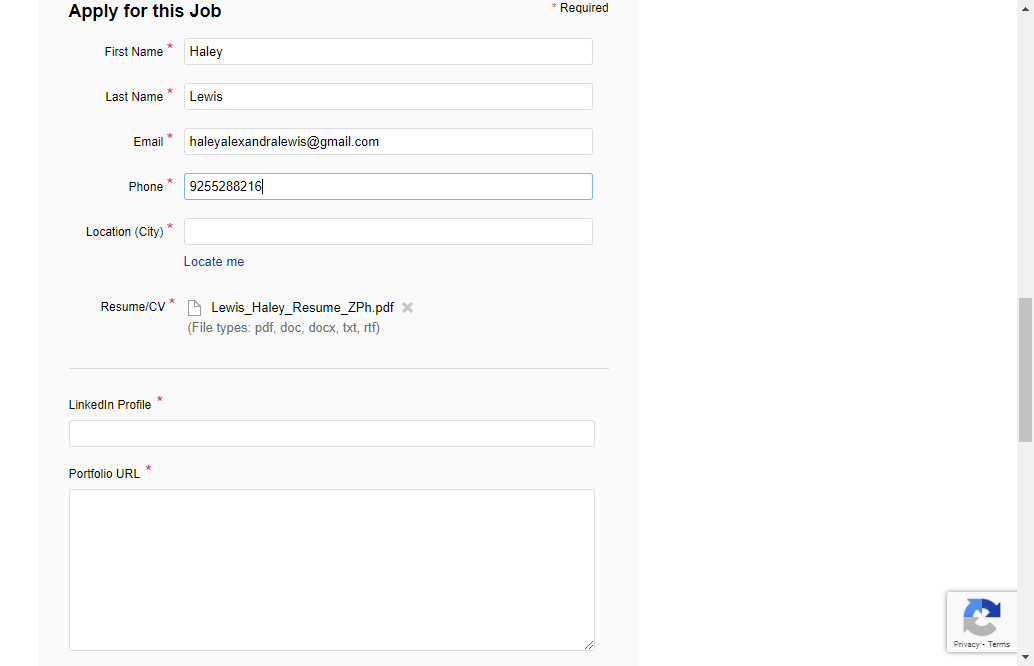 Apply for this Job
* Required
First Name *
Haley
Last Name *
Lewis
Email *
haleyalexandralewis@gmail.com
Phone *
9255288216
Location (City) *
Locate me
Resume/CV *
Lewis_Haley_Resume_ZPh.pdf
(File types: pdf, doc, docx, txt, rtf)
LinkedIn Profile *
Portfolio URL *
Privacy - Terms